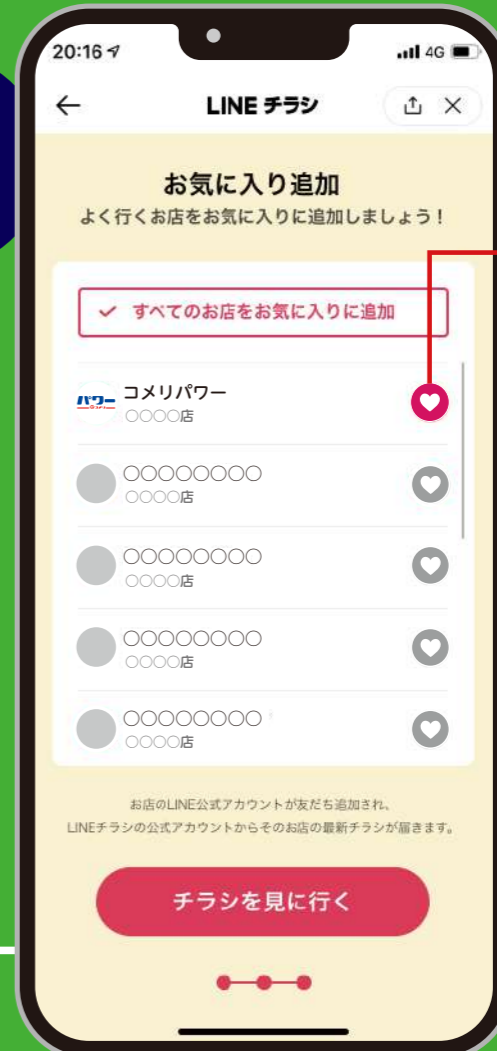 20:16
4G
LINE チラシ
お気に入り追加
よく行くお店をお気に入りに追加しましょう！
すべてのお店をお気に入りに追加
パワー
コメリパワー
○○○○店
○○○○○○○○
○○○○店
○○○○○○○○
○○○○店
○○○○○○○○
○○○○店
○○○○○○○○
○○○○店
お店のLINE公式アカウントが友だち追加され、
LINEチラシの公式アカウントからそのお店の最新チラシが届きます。
チラシを見に行く